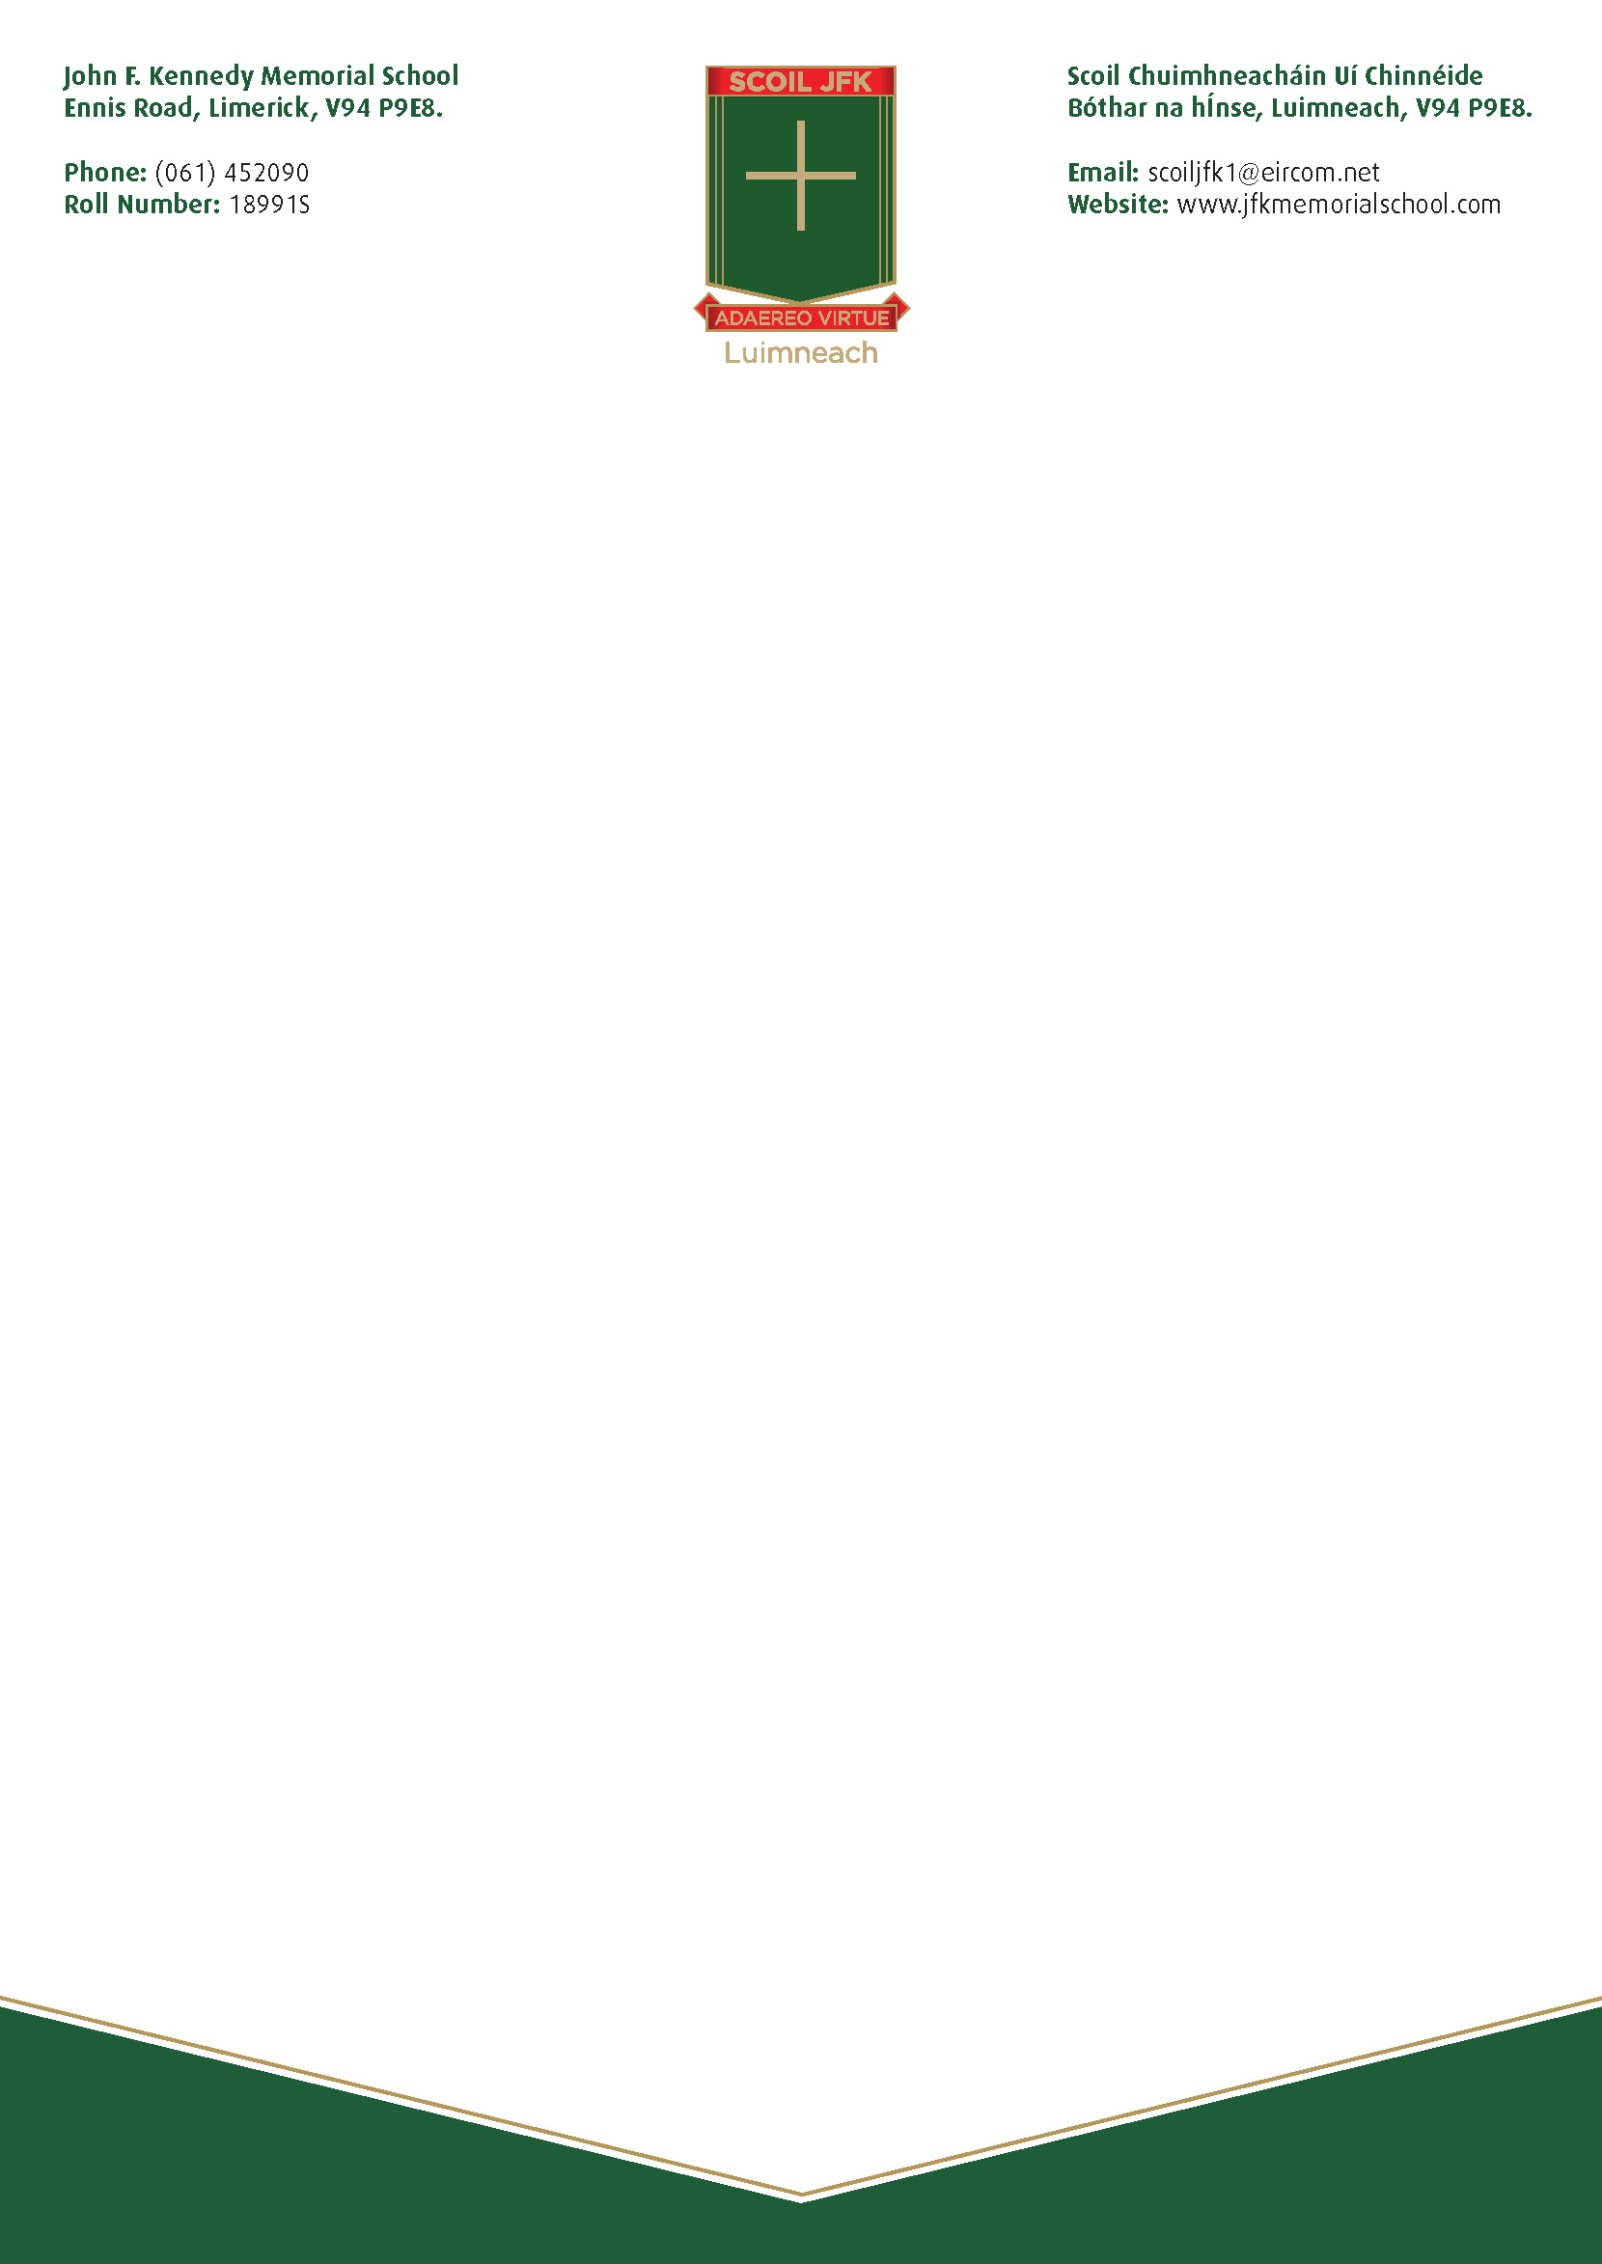 John F. Kennedy Memorial School
Ennis Road, Limerick, V94 P9E8.
Phone: (061) 452090
Roll Number: 18991S
SCOIL JFK
ADAEREO VIRTUE
Luimneach
Scoil Chuimhneacháin Uí Chinnéide
Bóthar na hÍnse, Luimneach, V94 P9E8.
Email: scoiljfk1@eircom.net
Website: www.jfkmemorialschool.com